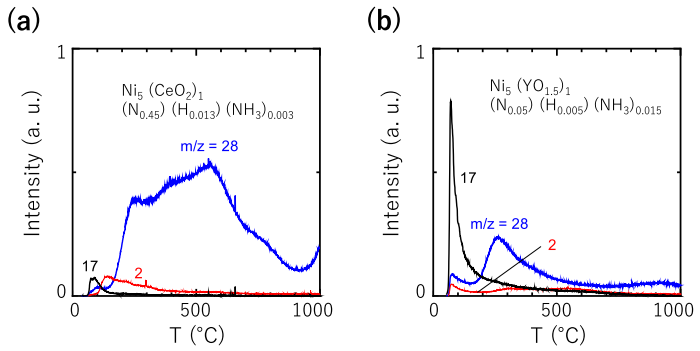 (a)
1
Ni5 (CeO2)1
(N0.45) (H0.013) (NH3)0.003
m/z = 28
17
2
0
0
500
1000
T (°C)
Intensity (a. u.)
(b)
1
Ni5 (YO1.5)1
(N0.05) (H0.005) (NH3)0.015
17
m/z = 28
2
0
0
500
1000
T (°C)
Intensity (a. u.)